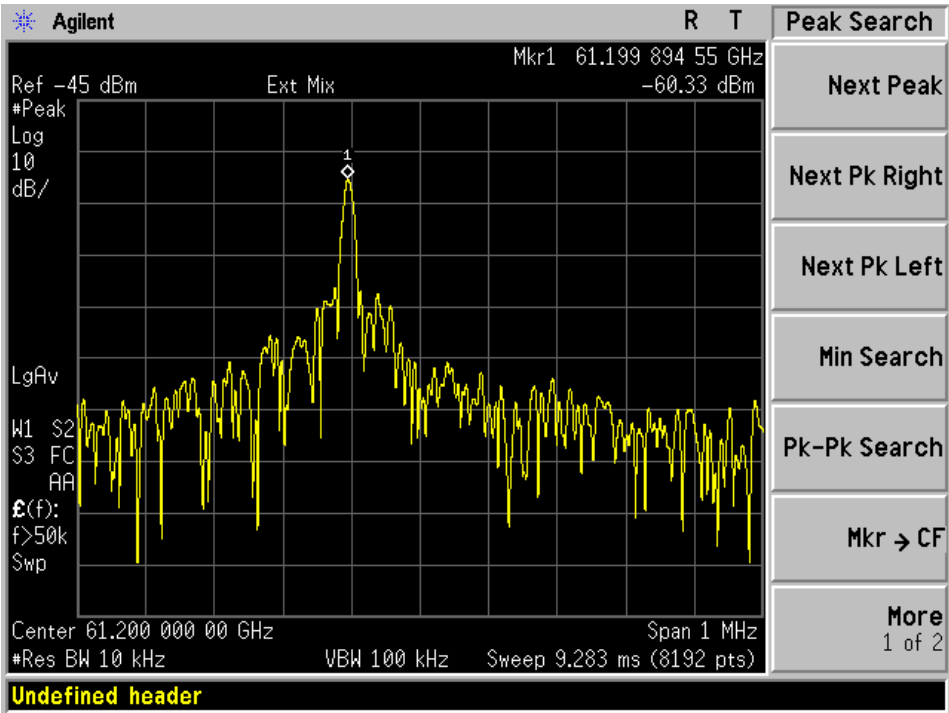 Agilent R T Peak Search
Mkr1 61.199 894 55 GHz
Ref -45 dBm Ext Mix -60.33 dBm
#Peak
Log
10
dB/
1
LgAv
W1 S2
S3 FC
AA
£(f):
f>50k
Swp
Center 61.200 000 00 GHz Span 1 MHz
#Res BW 10 kHz VBW 100 kHz Sweep 9.283 ms (8192 pts)
Undefined header
Next Peak
Next Pk Right
Next Pk Left
Min Search
Pk-Pk Search
Mkr → CF
More
1 of 2